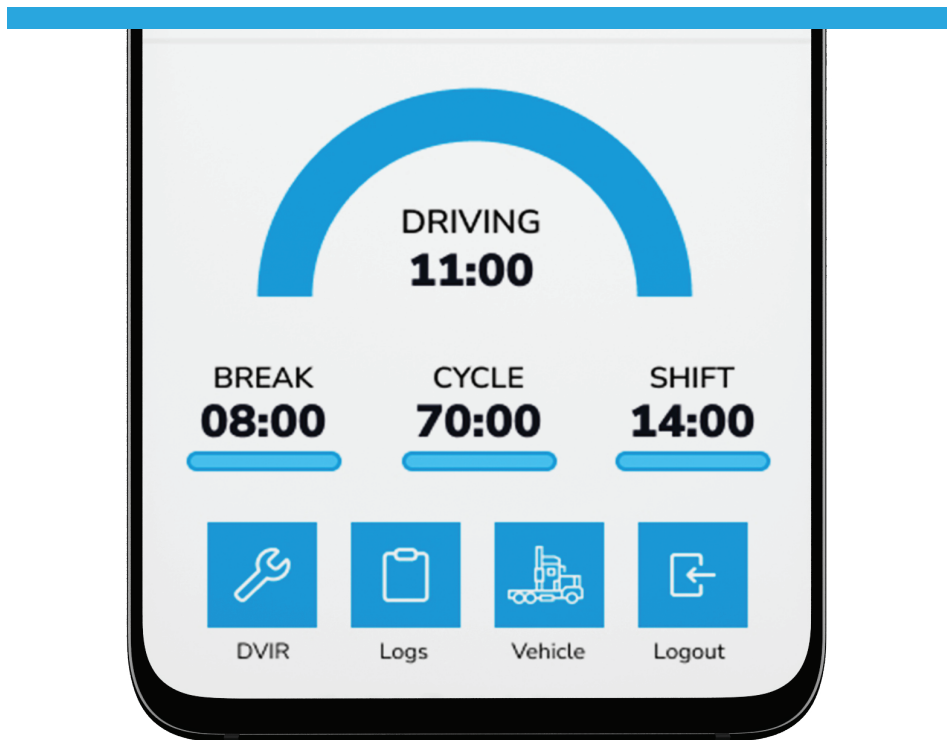 DRIVING
11:00
BREAK CYCLE SHIFT
08:00 70:00 14:00
DVIR Logs Vehicle Logout